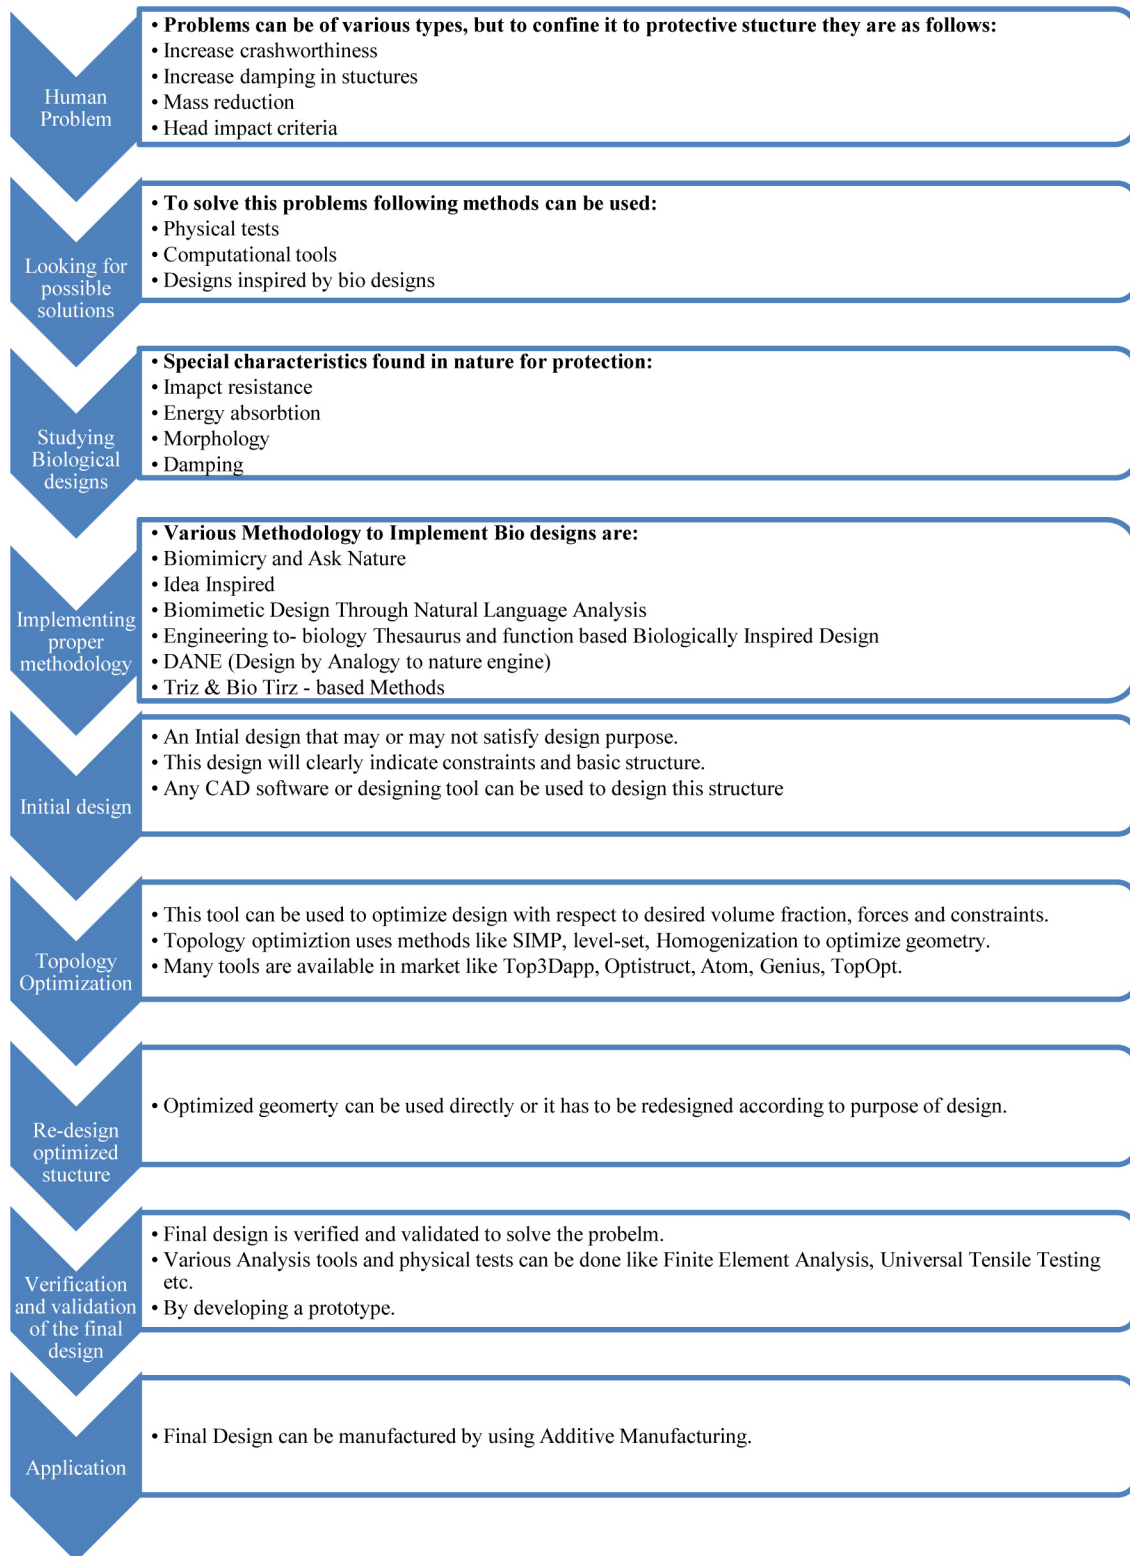 Human
Problem
• Problems can be of various types, but to confine it to protective stucture they are as follows:
• Increase crashworthiness
• Increase damping in stuctures
• Mass reduction
• Head impact criteria
Looking for
possible
solutions
• To solve this problems following methods can be used:
• Physical tests
• Computational tools
• Designs inspired by bio designs
Studying
Biological
designs
• Special characteristics found in nature for protection:
• Imapct resistance
• Energy absorbtion
• Morphology
• Damping
Implementing
proper
methodology
• Various Methodology to Implement Bio designs are:
• Biomimicry and Ask Nature
• Idea Inspired
• Biomimetic Design Through Natural Language Analysis
• Engineering to- biology Thesaurus and function based Biologically Inspired Design
• DANE (Design by Analogy to nature engine)
• Triz & Bio Tirz - based Methods
Initial design
• An Intial design that may or may not satisfy design purpose.
• This design will clearly indicate constraints and basic structure.
• Any CAD software or designing tool can be used to design this structure
Topology
Optimization
• This tool can be used to optimize design with respect to desired volume fraction, forces and constraints.
• Topology optimiztion uses methods like SIMP, level-set, Homogenization to optimize geometry.
• Many tools are available in market like Top3Dapp, Optistruct, Atom, Genius, TopOpt.
Re-design
optimized
stucture
• Optimized geomerty can be used directly or it has to be redesigned according to purpose of design.
Verification
and validation
of the final
design
• Final design is verified and validated to solve the probelm.
• Various Analysis tools and physical tests can be done like Finite Element Analysis, Universal Tensile Testing
etc.
• By developing a prototype.
Application
• Final Design can be manufactured by using Additive Manufacturing.